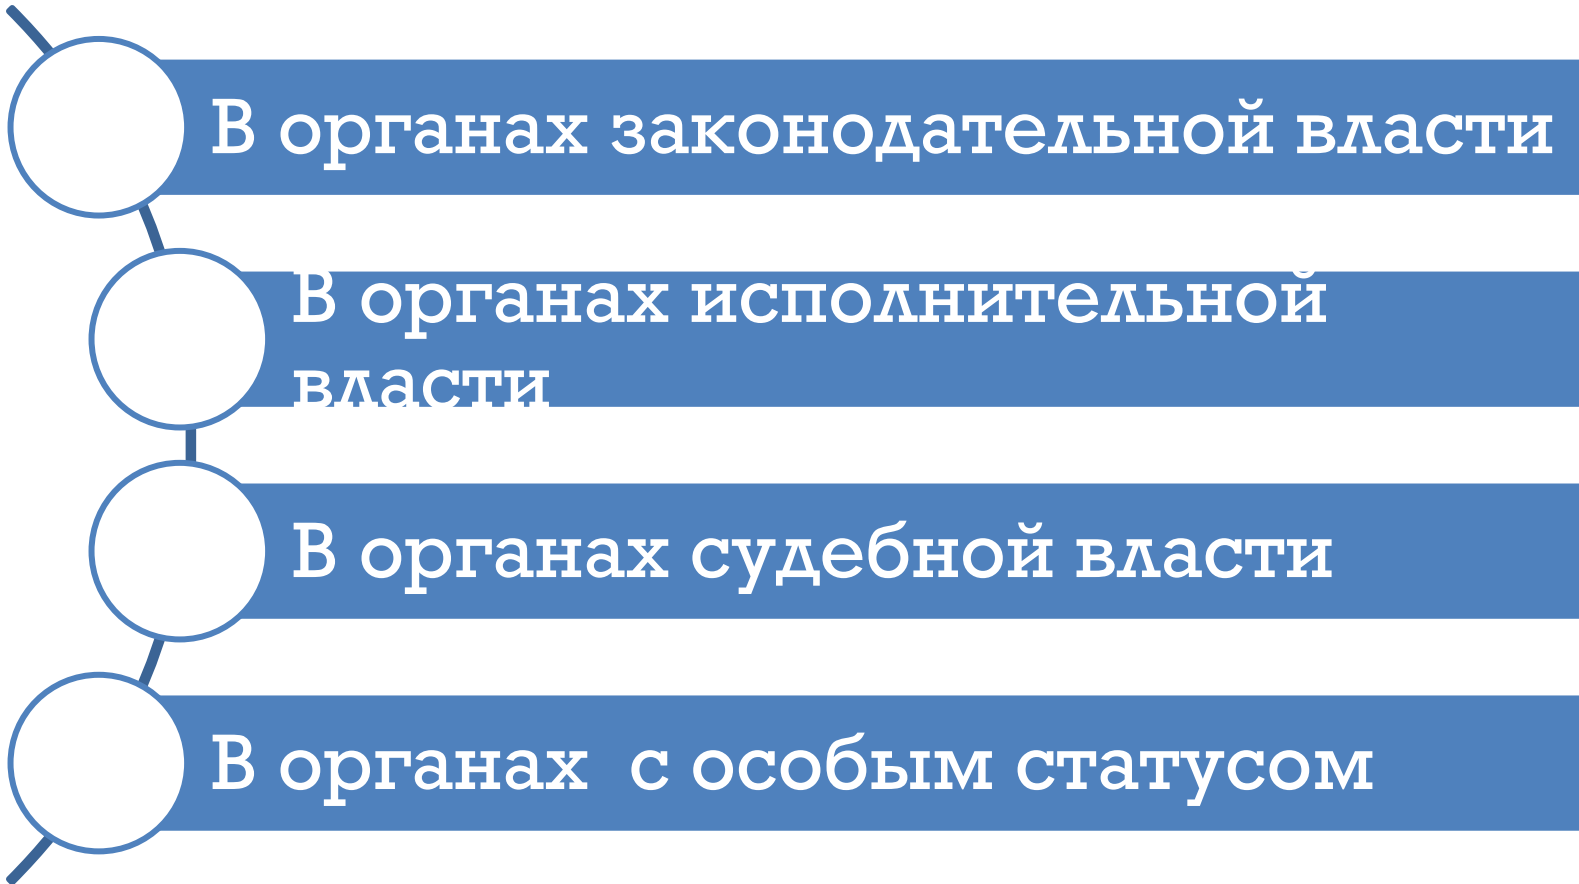 В органах законодательной власти
В органах исполнительной
власти
В органах судебной власти
В органах  с особым статусом